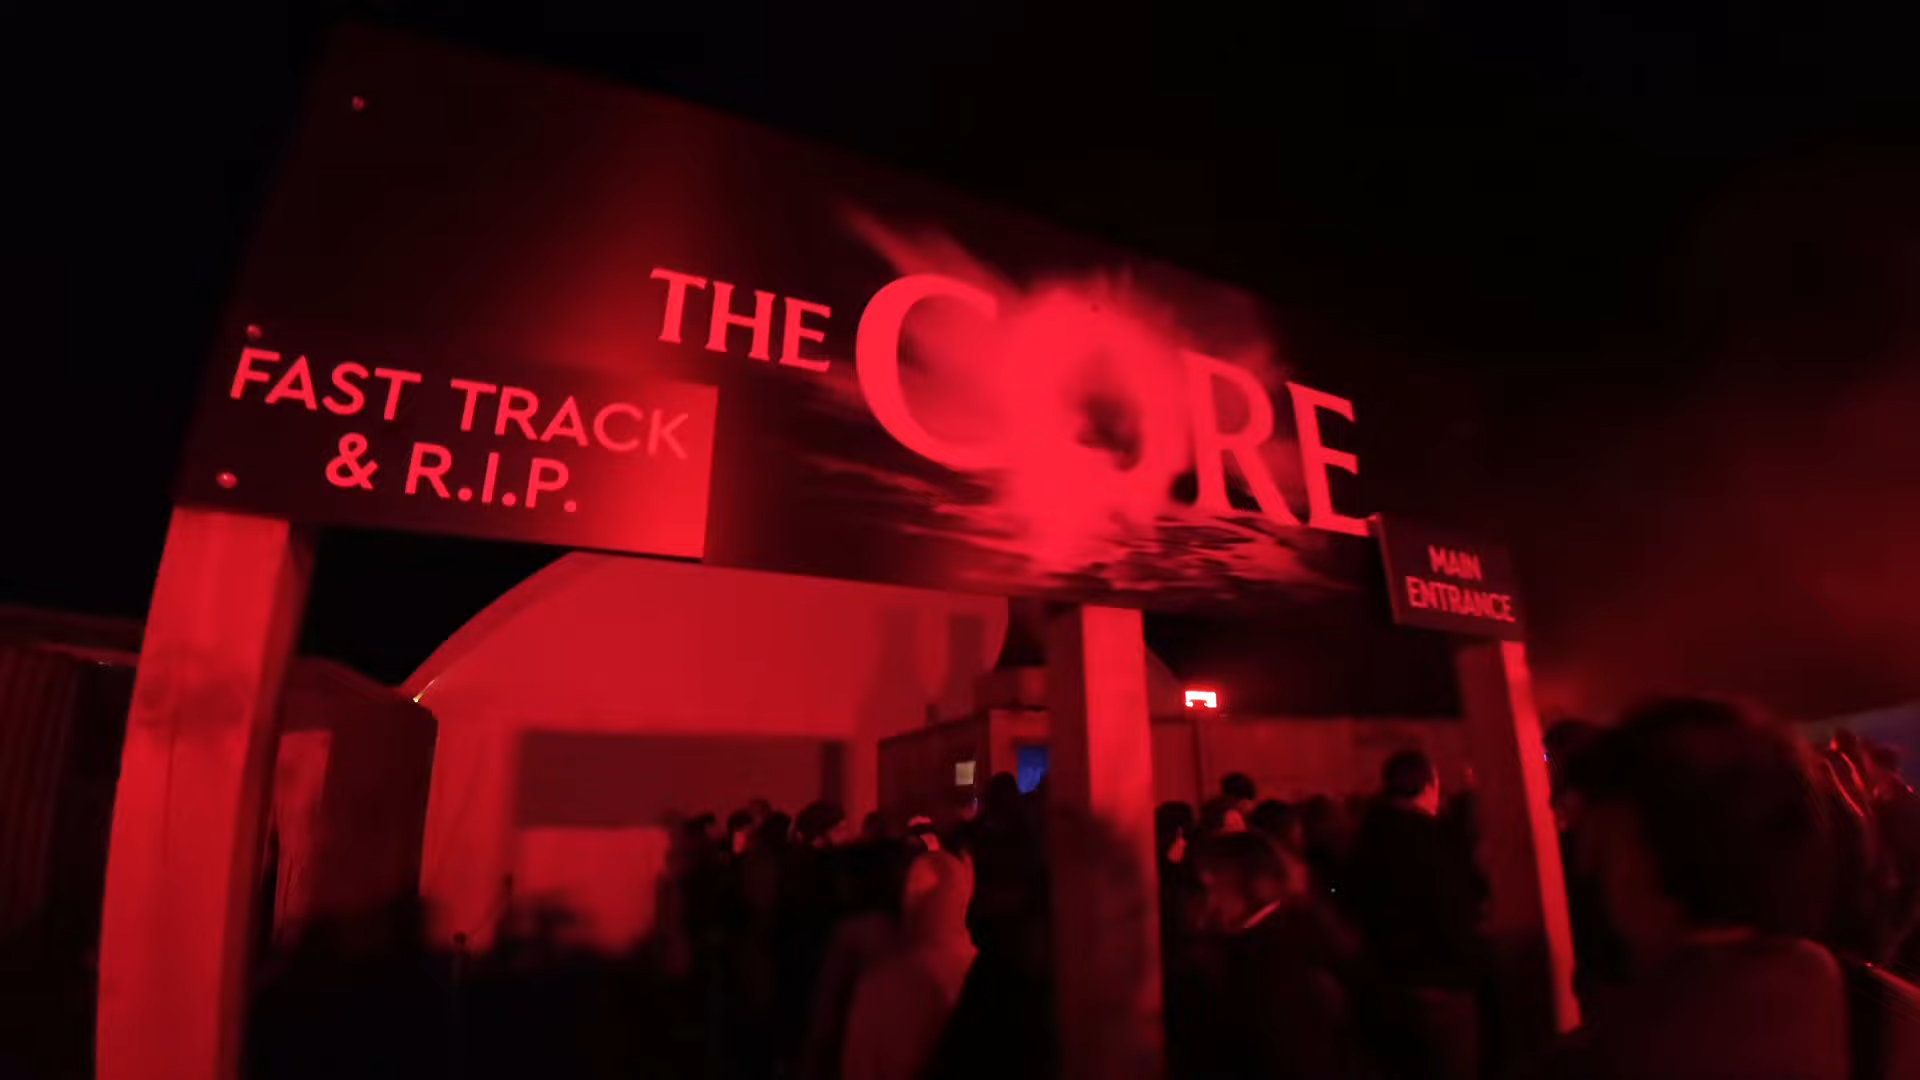 THE CORE
FAST TRACK
& R.I.P.
MAIN
ENTRANCE